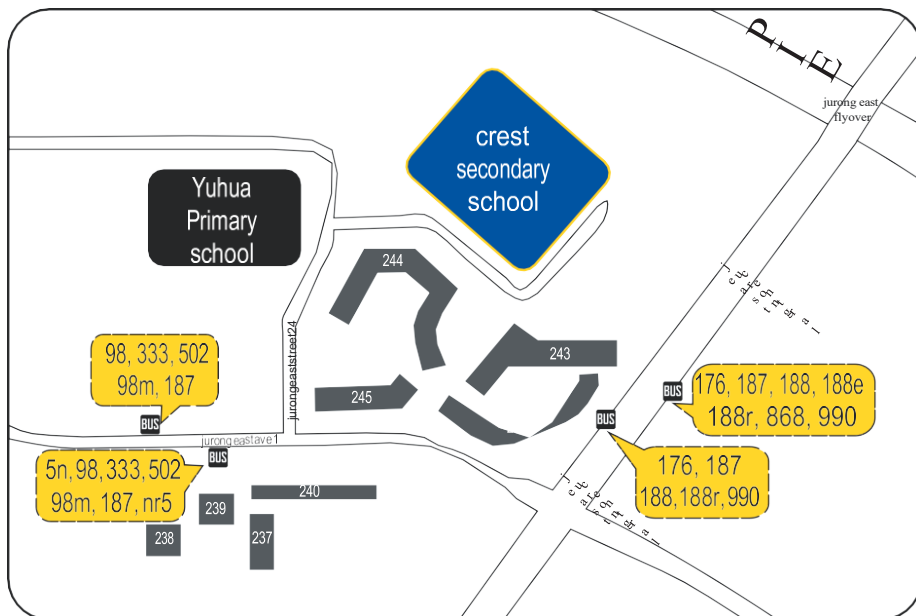 PIE
jurong east
flyover
crest
secondary
school
Yuhua
Primary
school
244
243
245
jurongeaststreet24
98, 333, 502
98m, 187
BUS
jurong eastave 1
BUS
5n, 98, 333, 502
98m, 187, nr5
176, 187, 188, 188e
188r, 868, 990
BUS
BUS
176, 187
188,188r, 990
240
239
238
237